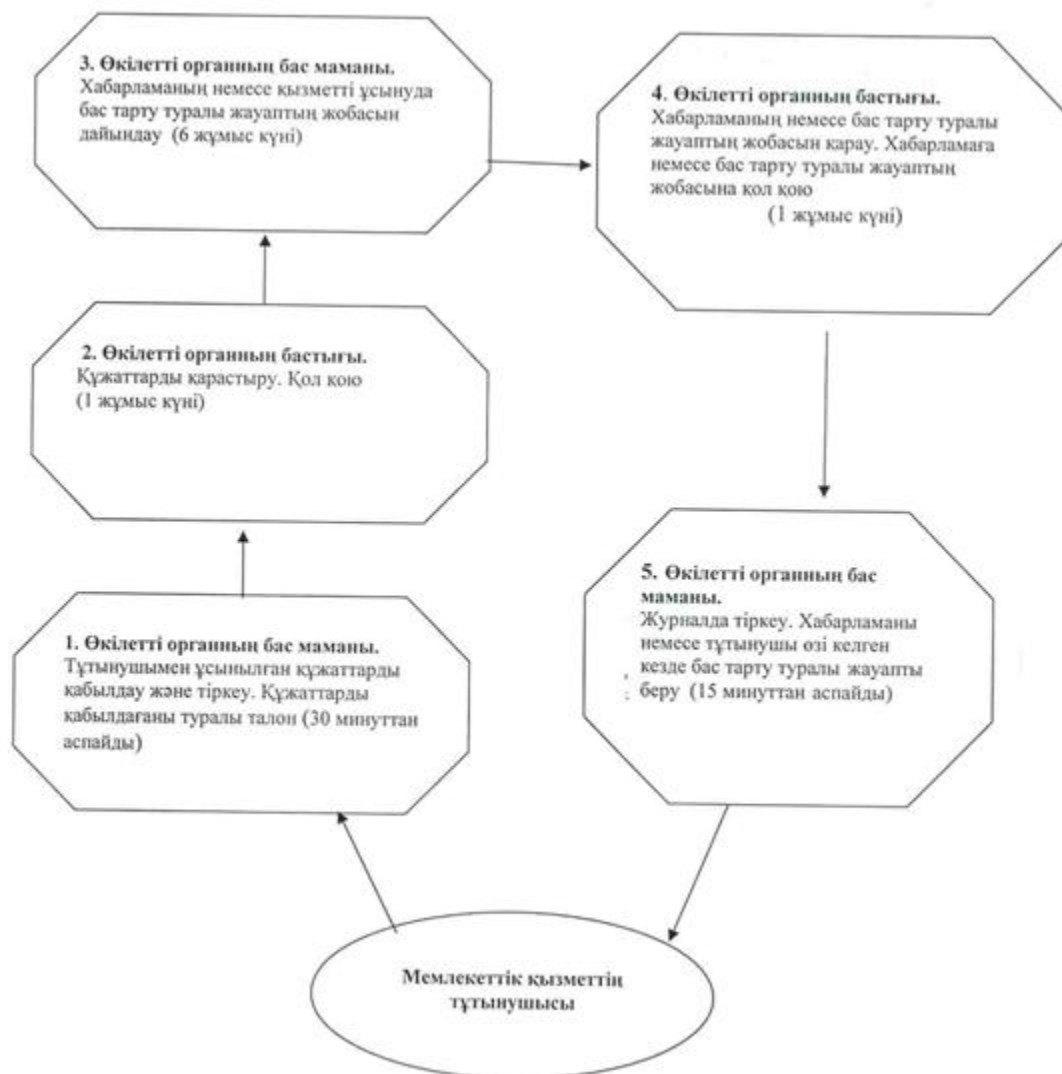 3. Өкілетті органның бас маманы.
Хабарламаның немесе қызметті ұсынуда
бас тарту туралы жауаптың жобасын
дайындау (6 жұмыс күні)
4. Өкілетті органның бастығы.
Хабарламаның немесе бас тарту туралы
жауаптың жобасын қарау. Хабарламаға
немесе бас тарту туралы жауаптың
жобасына қол қою
(1 жұмыс күні)
2. Өкілетті органның бастығы.
Құжаттарды қарастыру. Қол қою
(1 жұмыс күні)
1. Өкілетті органның бас маманы.
Тұтынушымен ұсынылған құжаттарды
қабылдау және тіркеу. Құжаттарды
қабылдағаны туралы талон (30 минуттан
аспайды)
5. Өкілетті органның бас
маманы.
Журналда тіркеу. Хабарламаны
немесе тұтынушы өзі келген
кезде бас тарту туралы жауапты
беру (15 минуттан аспайды)
Мемлекеттік қызметтің
тұтынушысы